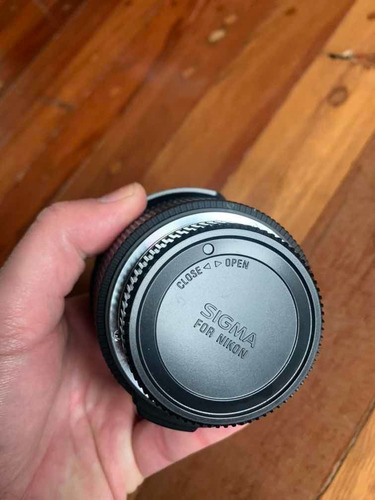 CLOSE ◁ ▷ OPEN
SIGMA
FOR NIKON